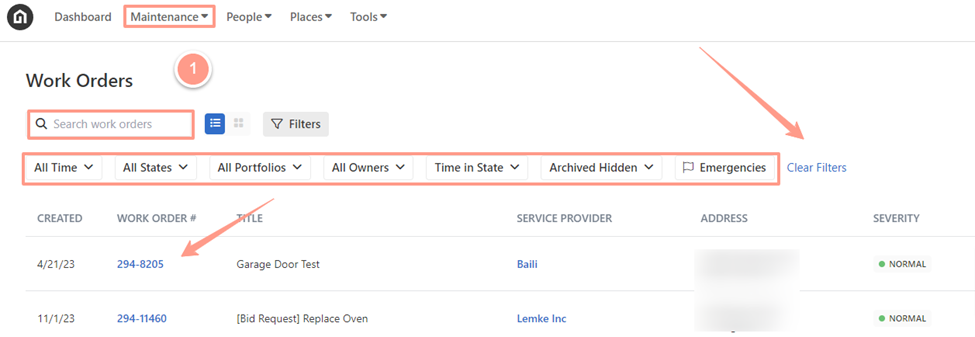 Dashboard Maintenance People Places Tools
1
Work Orders
Search work orders Filters
All Time All States All Portfolios All Owners Time in State Archived Hidden Emergencies Clear Filters
CREATED WORK ORDER # TITLE SERVICE PROVIDER ADDRESS SEVERITY
4/21/23 294-8205 Garage Door Test Baili NORMAL
11/1/23 294-11460 [Bid Request] Replace Oven Lemke Inc NORMAL